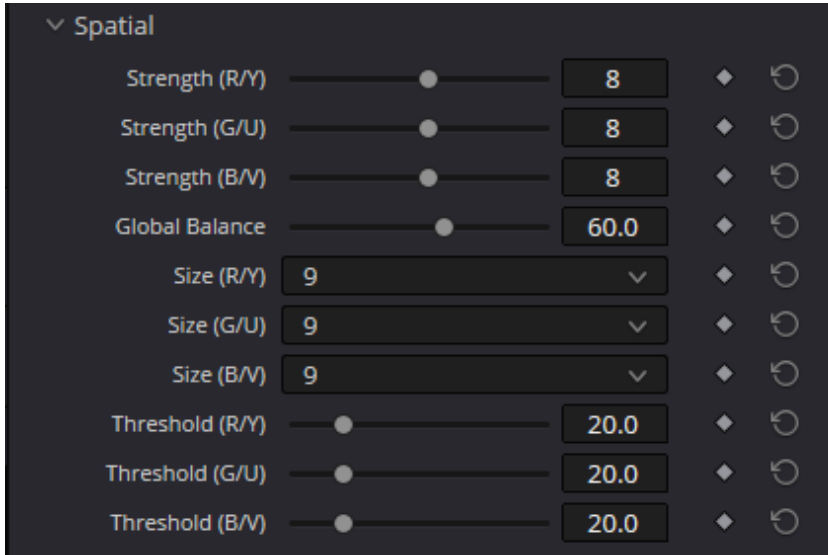 Spatial
Strength (R/Y) 8
Strength (G/U) 8
Strength (B/V) 8
Global Balance 60.0
Size (R/Y) 9
Size (G/U) 9
Size (B/V) 9
Threshold (R/Y) 20.0
Threshold (G/U) 20.0
Threshold (B/V) 20.0